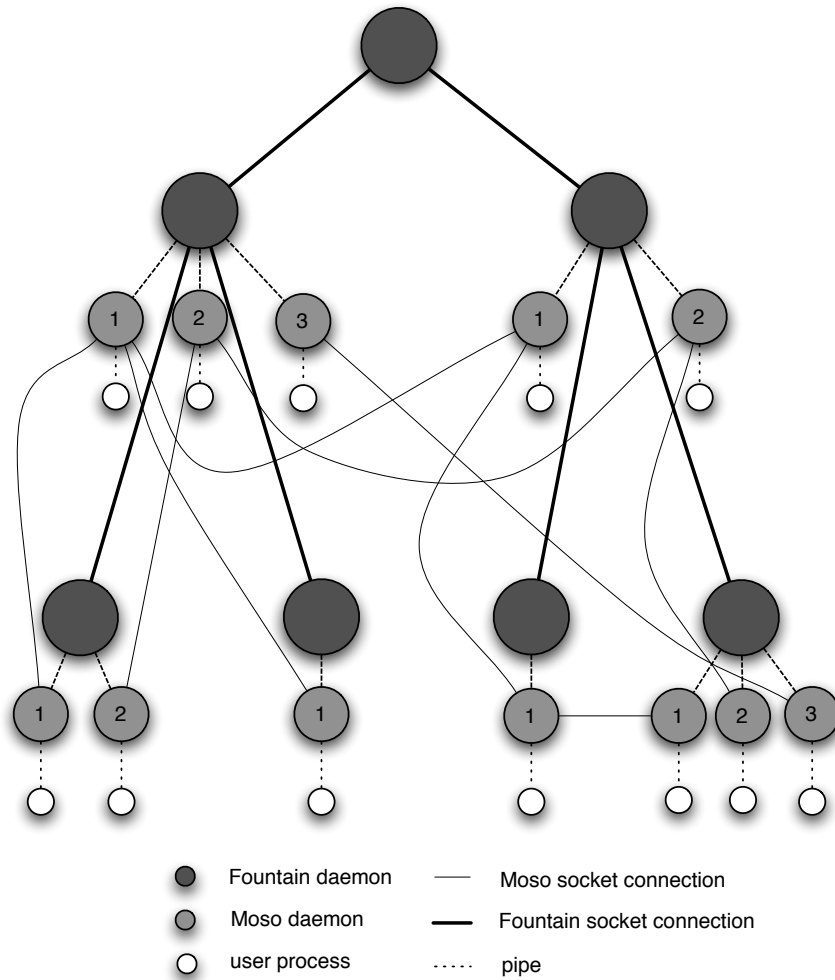 1 2 3 1 2
1 2 1 1 1 2 3
Fountain daemon Moso socket connection
Moso daemon Fountain socket connection
user process pipe